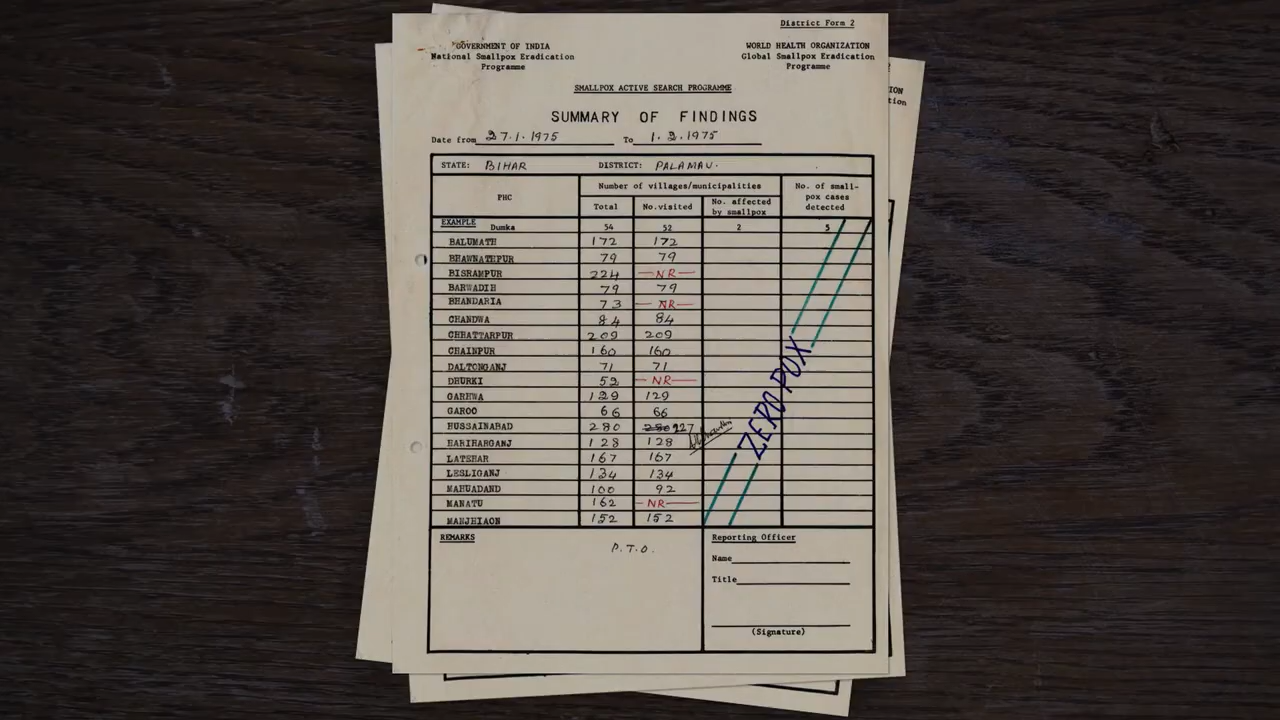 District Form 2
GOVERNMENT OF INDIA
National Smallpox Eradication
Programme
WORLD HEALTH ORGANIZATION
Global Smallpox Eradication
Programme
SMALLPOX ACTIVE SEARCH PROGRAMME
SUMMARY OF FINDINGS
Date from 27.1.1975 To 1.2.1975
STATE: BIHAR DISTRICT: PALAMAU.
PHC
Number of villages/municipalities
No. of small-
pox cases
detected
Total No.visited No. affected
by smallpox
EXAMPLE Dumka 54 52 2 5
BALUMATH 172 172
BHAWNATHPUR 79 79
BISRAMPUR 224 —NR—
BARWADIH 79 79
BHANDARIA 73 —NR—
CHANDWA 84 84
CHHATTARPUR 209 209
CHAINPUR 160 160
DALTONGANJ 71 71
DHURKI 52 —NR—
GARHWA 129 129
GAROO 66 66
HUSSAINABAD 280 280 127
HARIHARGANJ 128 128
LATEHAR 167 167
LESLIGANJ 134 134
MAHUADAND 100 92
MANATU 162 —NR—
MANJHIAON 152 152
ZERO POX
REMARKS
P.T.O.
Reporting Officer
Name
Title
(Signature)
ION
tion